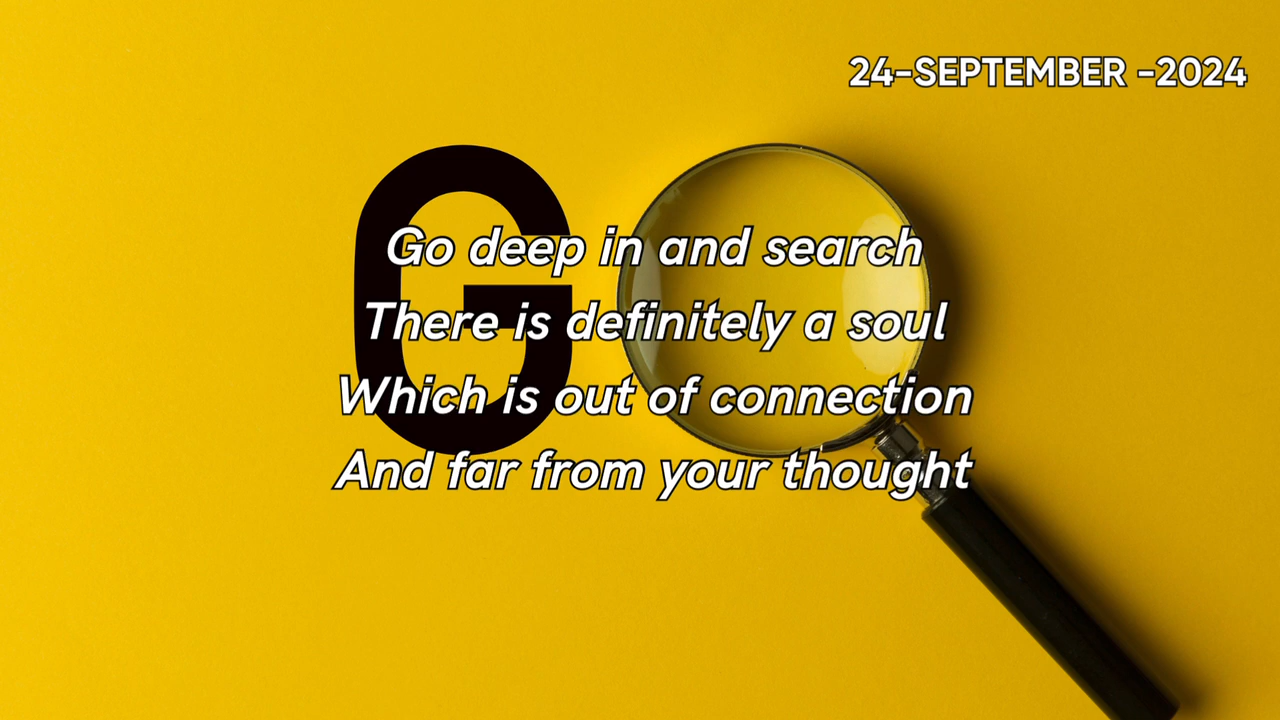 24-SEPTEMBER -2024
G
Go deep in and search
There is definitely a soul
Which is out of connection
And far from your thought